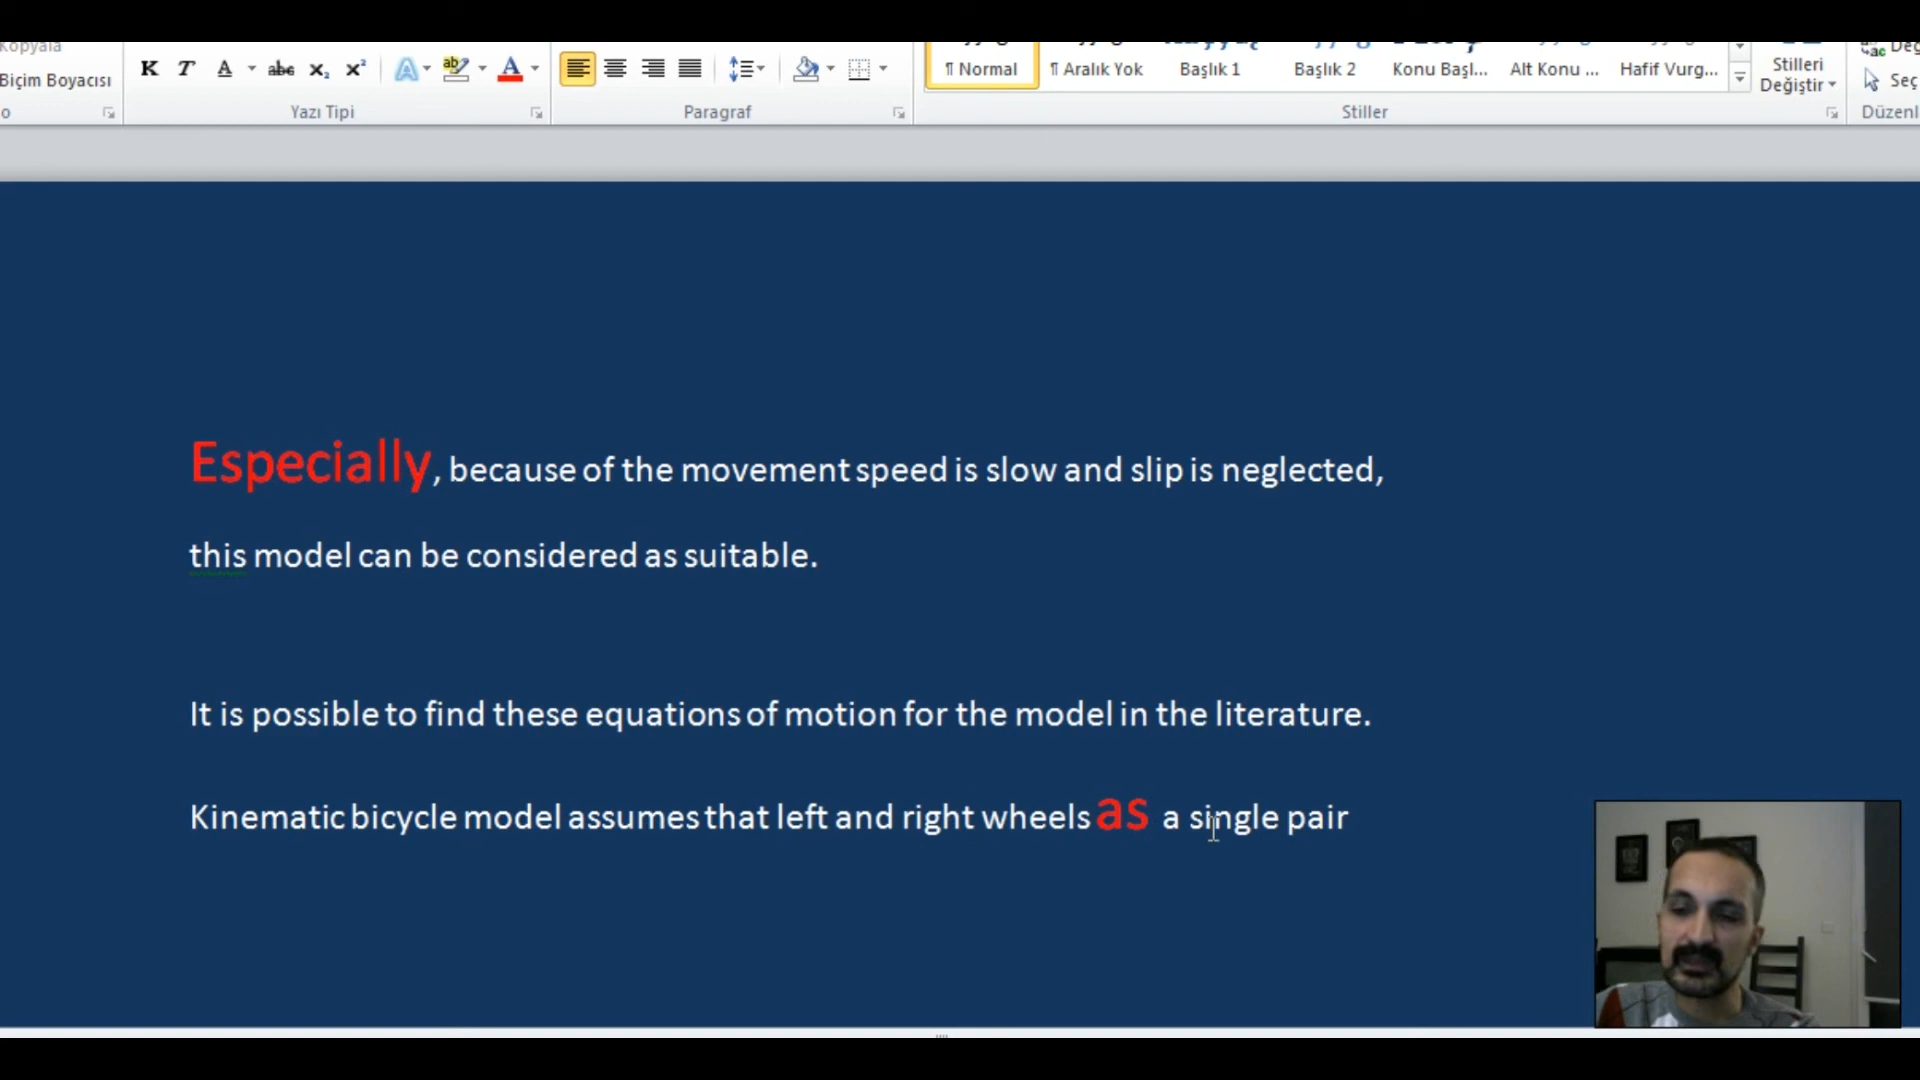 Kopyala
Biçim Boyacısı
K T A abc x₂ x² A ab A
¶ Normal ¶ Aralık Yok Başlık 1 Başlık 2 Konu Başl... Alt Konu ... Hafif Vurg...
Stilleri
Değiştir
Seç
o Yazı Tipi Paragraf Stiller Düzenl
Especially, because of the movement speed is slow and slip is neglected,
this model can be considered as suitable.
It is possible to find these equations of motion for the model in the literature.
Kinematic bicycle model assumes that left and right wheels as a single pair